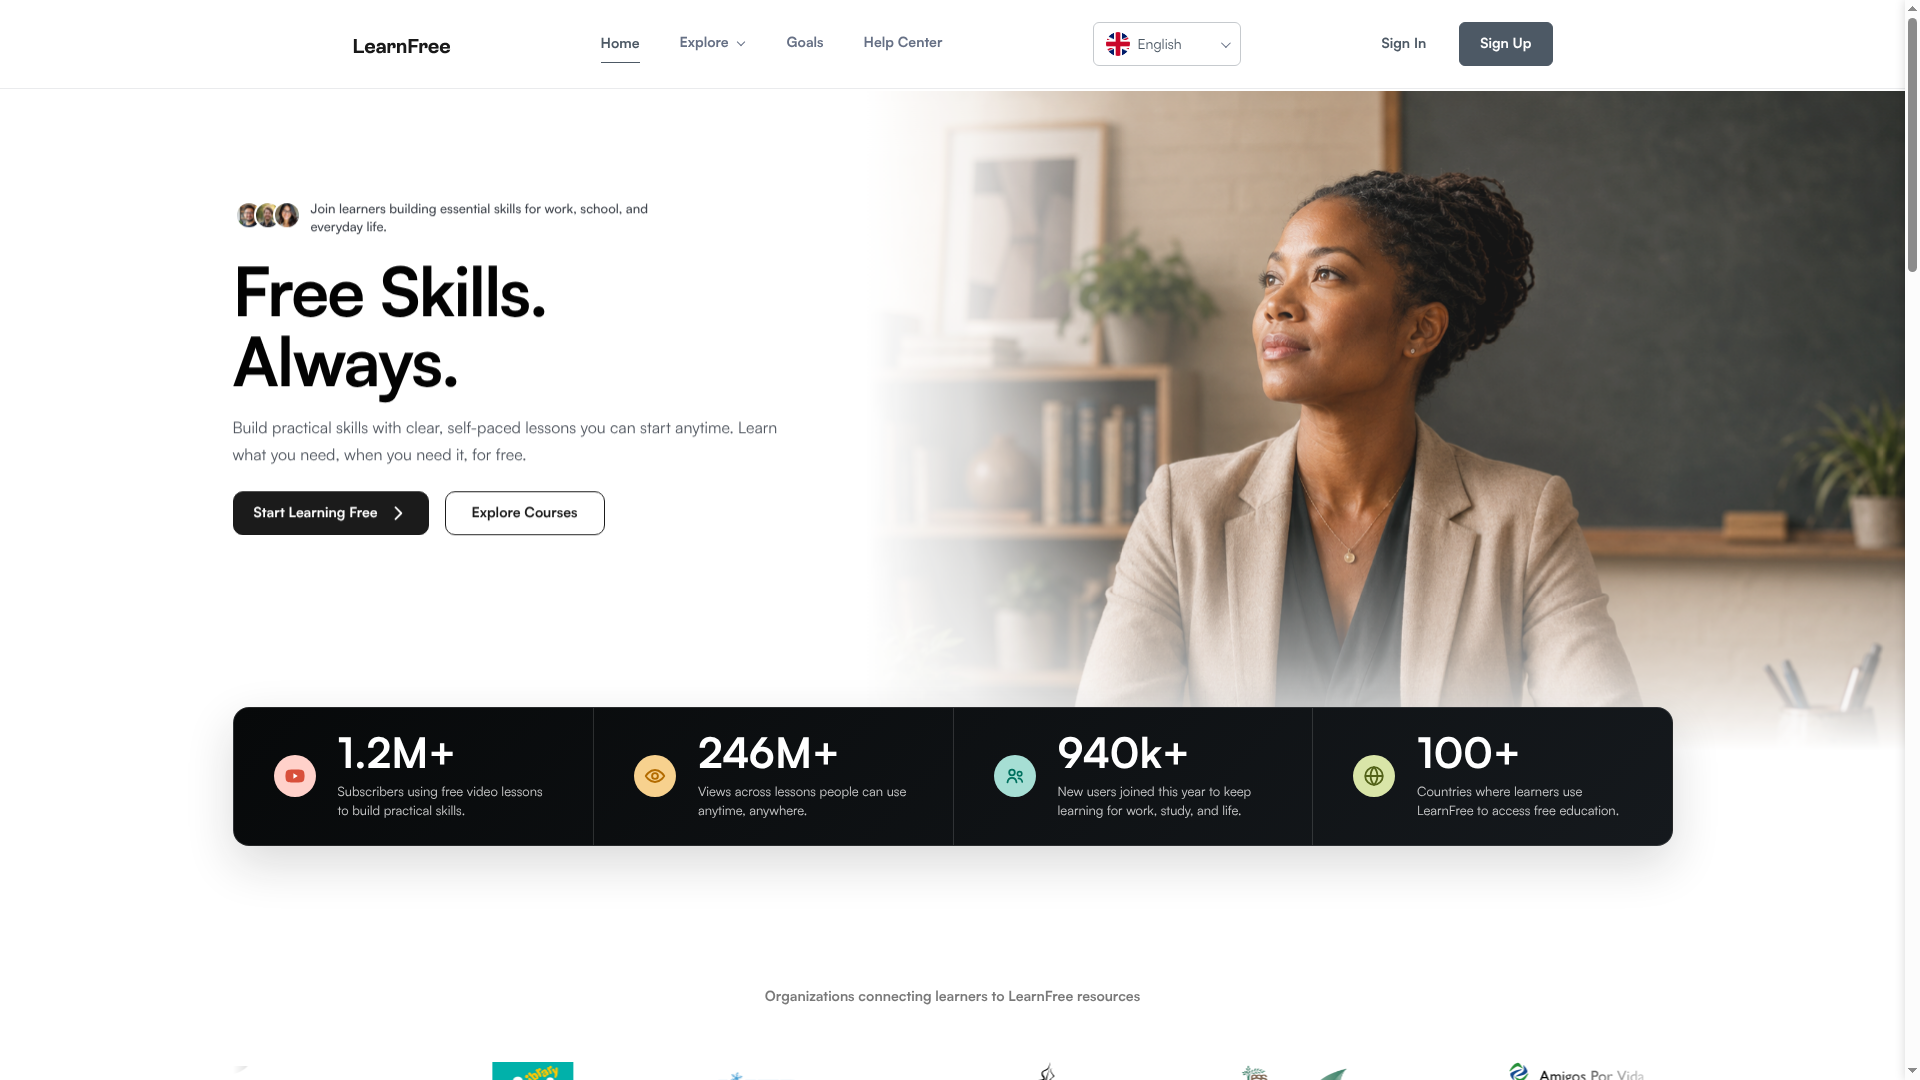 LearnFree
Home
Explore
Goals
Help Center
English
Sign In
Sign Up
Join learners building essential skills for work, school, and
everyday life.
Free Skills.
Always.
Build practical skills with clear, self-paced lessons you can start anytime. Learn
what you need, when you need it, for free.
Start Learning Free
Explore Courses
1.2M+
Subscribers using free video lessons
to build practical skills.
246M+
Views across lessons people can use
anytime, anywhere.
940k+
New users joined this year to keep
learning for work, study, and life.
100+
Countries where learners use
LearnFree to access free education.
Organizations connecting learners to LearnFree resources
Amigos Por Vida